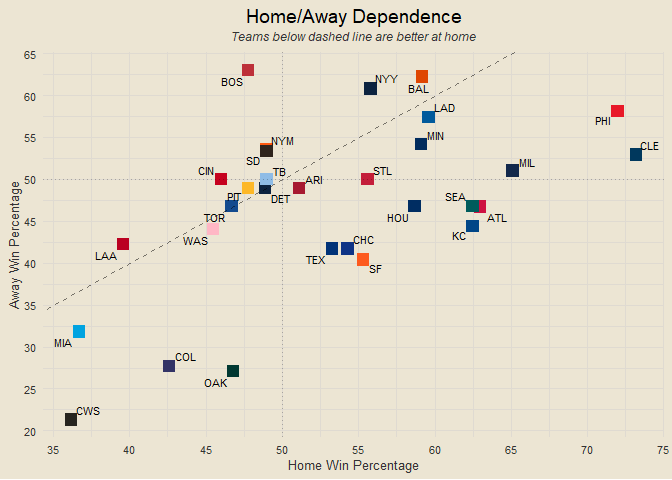 Home/Away Dependence
Teams below dashed line are better at home
65
BOS
NYY
BAL
60
LAD
PHI
55
MIN
CLE
NYM
SD
MIL
50
CIN
TB
ARI
STL
PIT
DET
SEA
45
TOR
HOU
ATL
WAS
KC
LAA
CHC
TEX
SF
40
35
MIA
30
COL
OAK
25
CWS
20
Away Win Percentage
35 40 45 50 55 60 65 70 75
Home Win Percentage